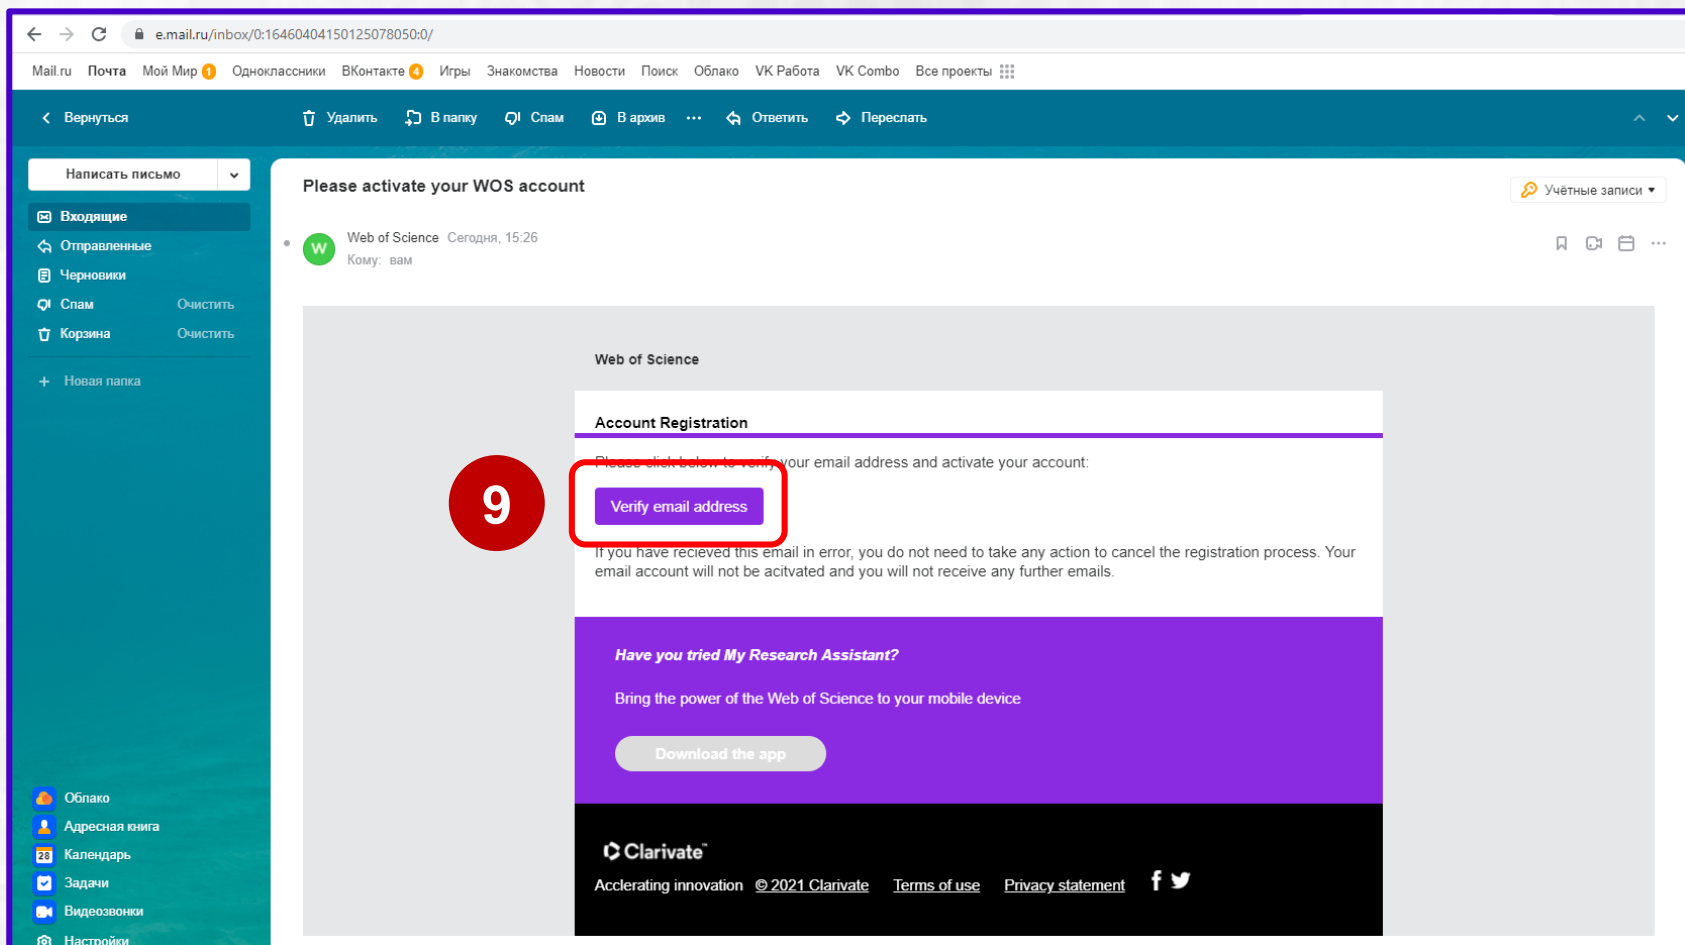 e.mail.ru/inbox/0:16460404150125078050:0/
Mail.ru Почта Мой Мир 1 Одноклассники ВКонтакте 4 Игры Знакомства Новости Поиск Облако VK Работа VK Combo Все проекты
Вернуться Удалить В папку Спам В архив Ответить Переслать
Написать письмо
Входящие
Отправленные
Черновики
Спам Очистить
Корзина Очистить
+ Новая папка
Облако
Адресная книга
28 Календарь
Задачи
Видеозвонки
Настройки
Please activate your WOS account
Учётные записи
W
Web of Science Сегодня, 15:26
Кому: вам
Web of Science
Account Registration
Please click below to verify your email address and activate your account:
9
Verify email address
If you have recieved this email in error, you do not need to take any action to cancel the registration process. Your
email account will not be acitvated and you will not receive any further emails.
Have you tried My Research Assistant?
Bring the power of the Web of Science to your mobile device
Download the app
Clarivate™
Acclerating innovation © 2021 Clarivate Terms of use Privacy statement